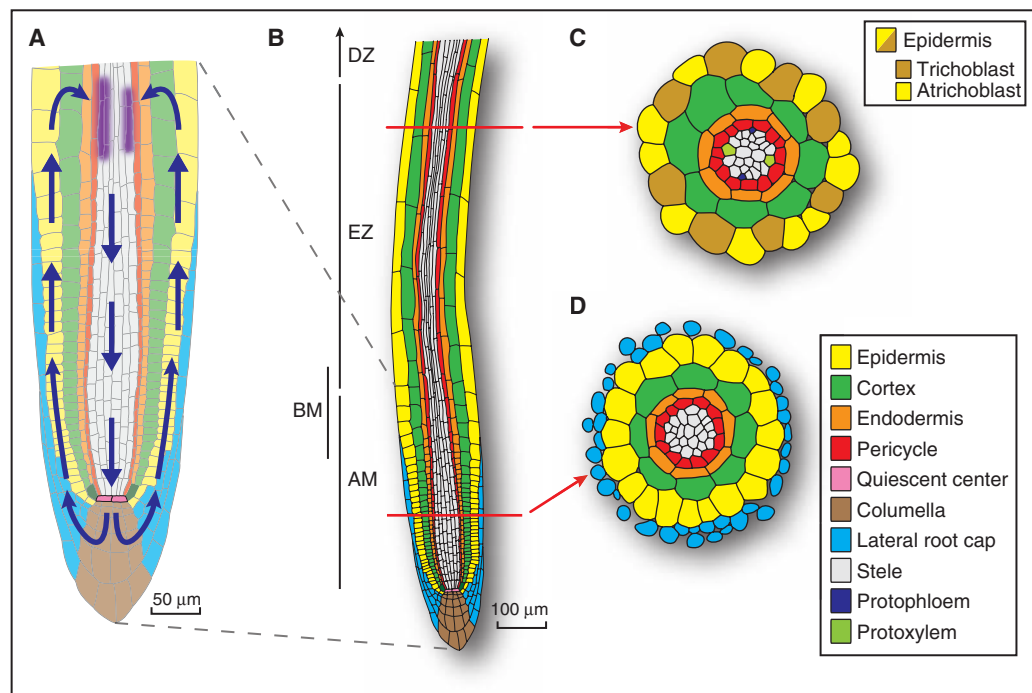 A
B
C
D
DZ
EZ
BM
AM
50 μm
100 μm
Epidermis
Trichoblast
Atrichoblast
Epidermis
Cortex
Endodermis
Pericycle
Quiescent center
Columella
Lateral root cap
Stele
Protophloem
Protoxylem